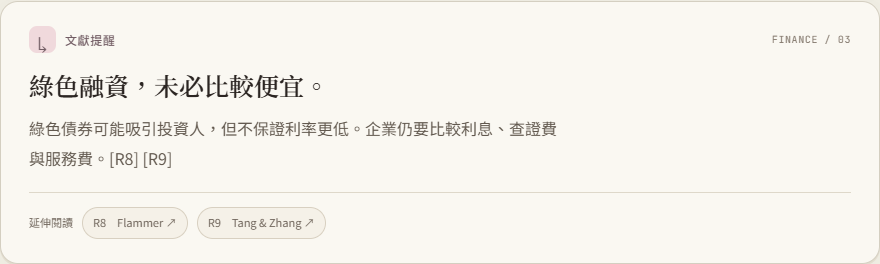 文獻提醒
FINANCE / 03
綠色融資，未必比較便宜。
綠色債券可能吸引投資人，但不保證利率更低。企業仍要比較利息、查證費
與服務費。[R8] [R9]
延伸閱讀 R8 Flammer ↗ R9 Tang & Zhang ↗